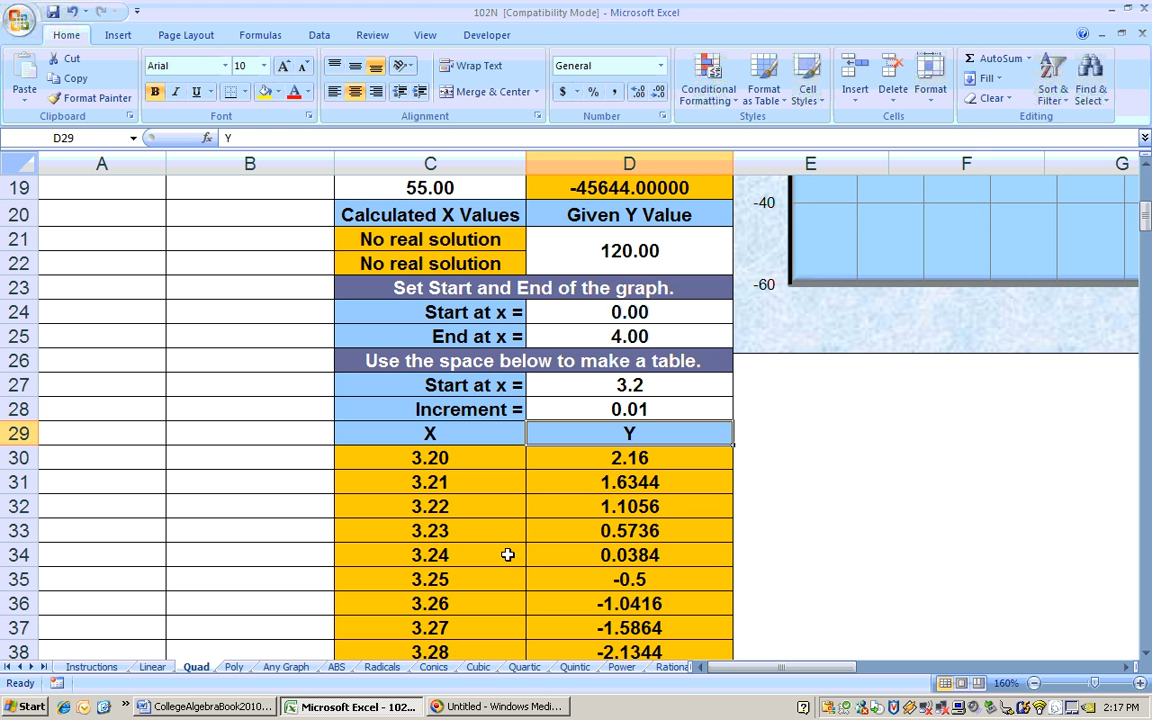 102N [Compatibility Mode] - Microsoft Excel
Home Insert Page Layout Formulas Data Review View Developer
Paste
Cut
Copy
Format Painter
Clipboard
Arial 10
B I U
Font
Wrap Text
Merge & Center
Alignment
General
$ % ,
Number
Conditional Formatting
Format as Table
Cell Styles
Styles
Insert Delete Format
Cells
AutoSum
Fill
Clear
Sort & Filter
Find & Select
Editing
D29 fx Y
A B C D E F G
19 55.00 -45644.00000 -40
20 Calculated X Values Given Y Value
21 No real solution 120.00
22 No real solution -60
23 Set Start and End of the graph.
24 Start at x = 0.00
25 End at x = 4.00
26 Use the space below to make a table.
27 Start at x = 3.2
28 Increment = 0.01
29 X Y
30 3.20 2.16
31 3.21 1.6344
32 3.22 1.1056
33 3.23 0.5736
34 3.24 0.0384
35 3.25 -0.5
36 3.26 -1.0416
37 3.27 -1.5864
38 3.28 -2.1344
Instructions Linear Quad Poly Any Graph ABS Radicals Conics Cubic Quartic Quintic Power Rationa
Ready 160%
Start CollegeAlgebraBook2010... Microsoft Excel - 102... Untitled - Windows Medi... 2:17 PM